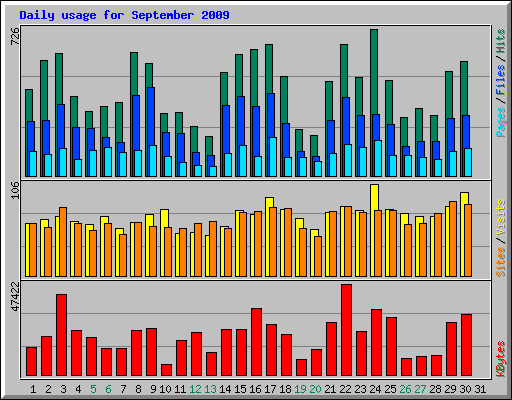 Daily usage for September 2009
726
Pages / Files / Hits
106
Sites / Visits
47422
KBytes
1 2 3 4 5 6 7 8 9 10 11 12 13 14 15 16 17 18 19 20 21 22 23 24 25 26 27 28 29 30 31